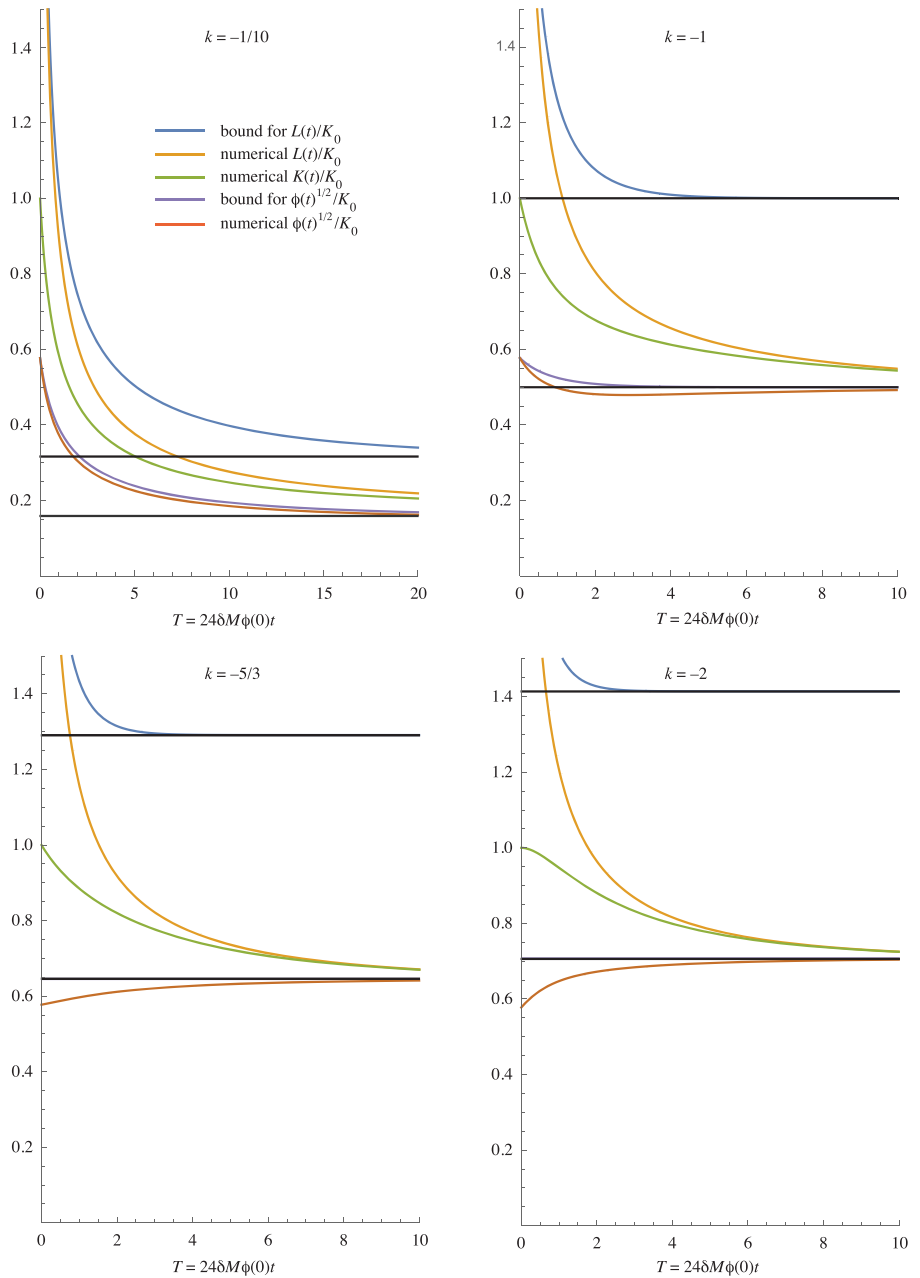 k = –1/10
1.4
1.2
1.0
0.8
0.6
0.4
0.2
bound for L(t)/K₀
numerical L(t)/K₀
numerical K(t)/K₀
bound for ϕ(t)^1/2/K₀
numerical ϕ(t)^1/2/K₀
0 5 10 15 20
T = 24δMϕ(0)t
k = –1
1.4
1.2
1.0
0.8
0.6
0.4
0.2
0 2 4 6 8 10
T = 24δMϕ(0)t
k = –5/3
1.4
1.2
1.0
0.8
0.6
0.4
0.2
0 2 4 6 8 10
T = 24δMϕ(0)t
k = –2
1.4
1.2
1.0
0.8
0.6
0.4
0.2
0 2 4 6 8 10
T = 24δMϕ(0)t